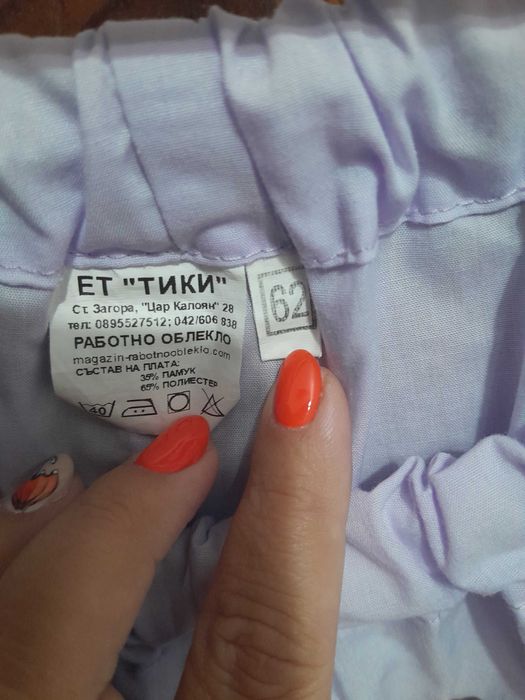 ЕТ "ТИКИ"
Ст. Загора, "Цар Калоян" 28
тел: 0895527512; 042/606 838
РАБОТНО ОБЛЕКЛО
magazin-rabotnoobleklo.com
СЪСТАВ НА ПЛАТА:
35% ПАМУК
65% ПОЛИЕСТЕР
40
62